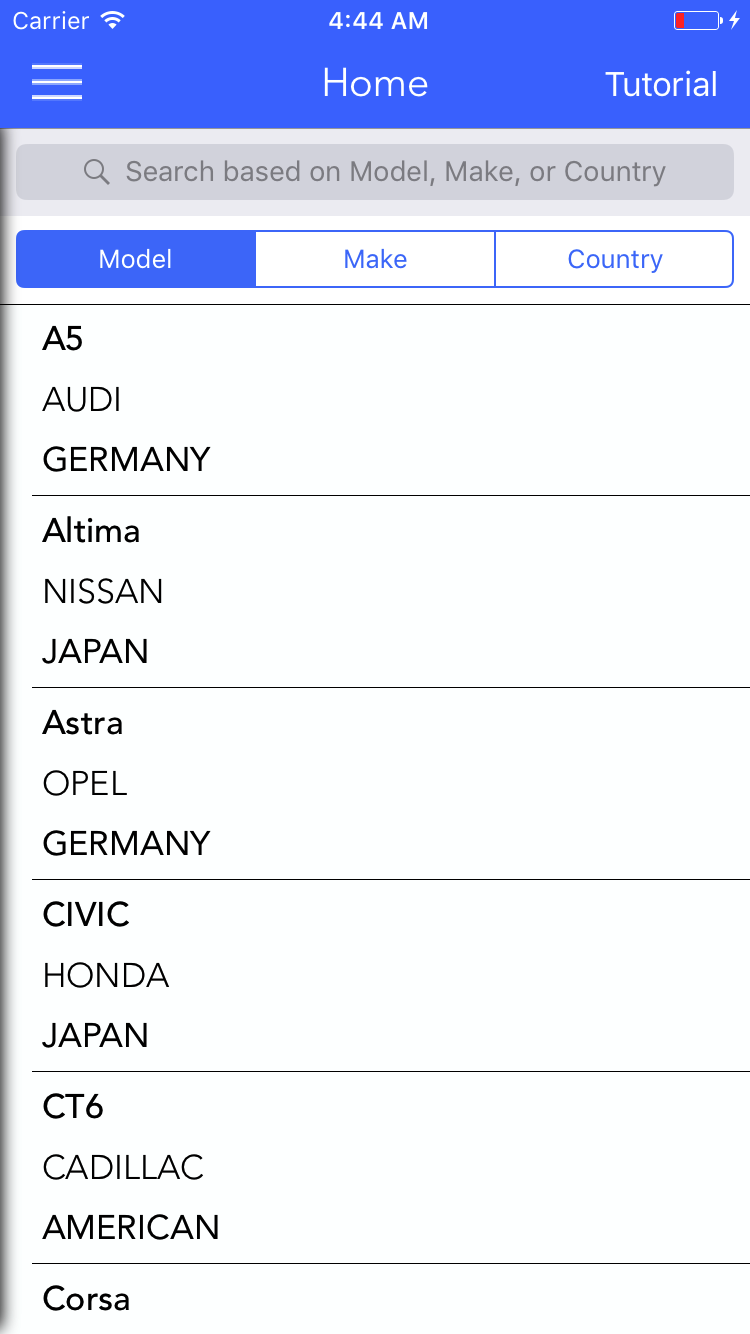 Carrier 4:44 AM
Home Tutorial
Search based on Model, Make, or Country
Model Make Country
A5
AUDI
GERMANY
Altima
NISSAN
JAPAN
Astra
OPEL
GERMANY
CIVIC
HONDA
JAPAN
CT6
CADILLAC
AMERICAN
Corsa